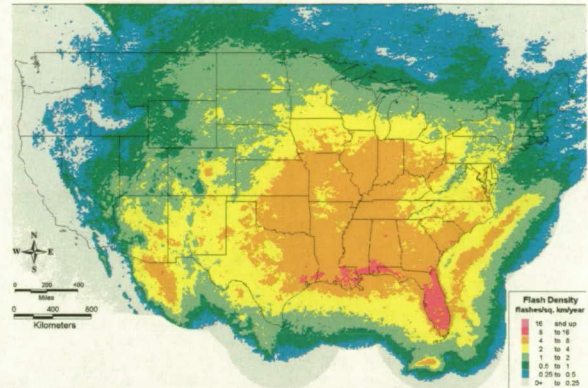 N
W E
S
200 0 200 400
Miles
0 400 800
Kilometers
Flash Density
flashes/sq. km/year
16 and up
8 to 16
4 to 8
2 to 4
1 to 2
0.5 to 1
0.25 to 0.5
0+ to 0.25